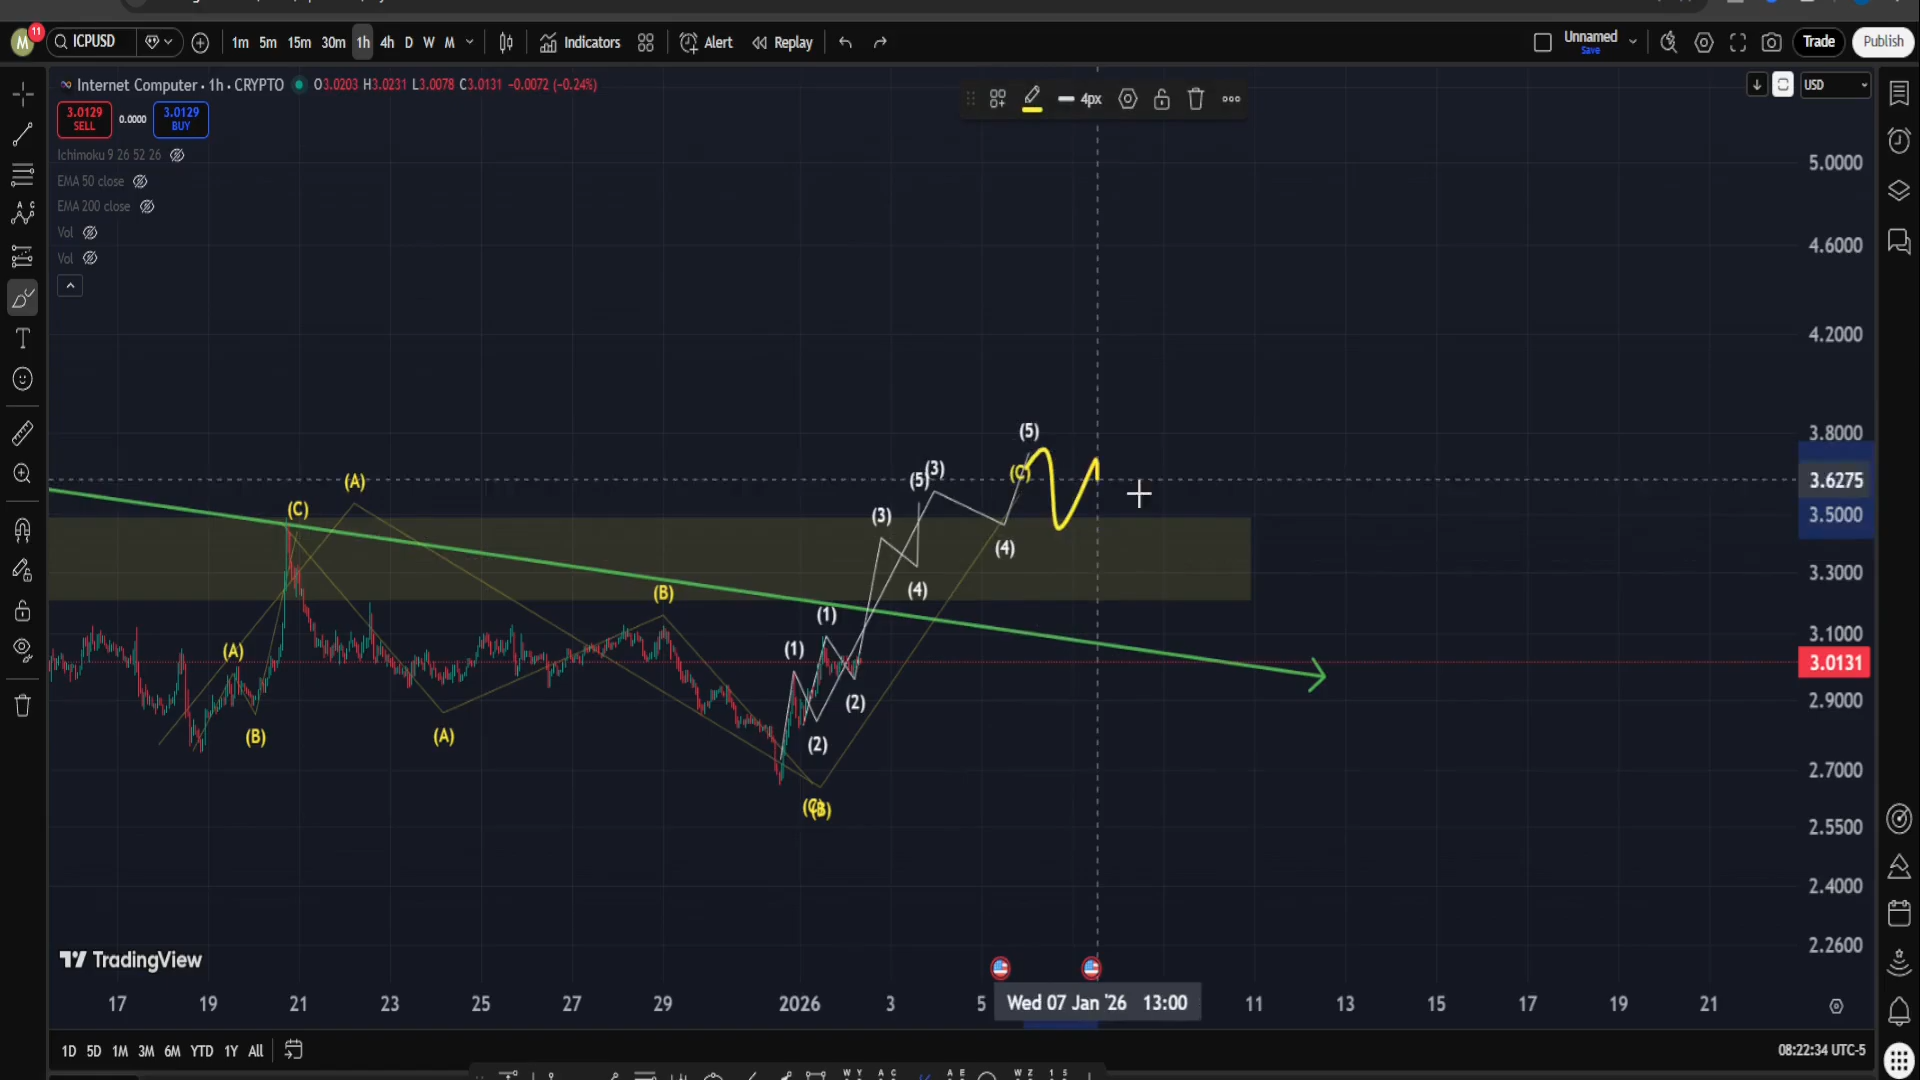 M 11 ICPUSD 1m 5m 15m 30m 1h 4h D W M Indicators Alert Replay Unnamed Save Trade Publish
Internet Computer · 1h · CRYPTO O3.0203 H3.0231 L3.0078 C3.0131 −0.0072 (−0.24%)
4px
USD
3.0129 SELL 0.0000 3.0129 BUY
Ichimoku 9 26 52 26
EMA 50 close
EMA 200 close
Vol
Vol
5.0000
4.6000
4.2000
3.8000
3.6275
3.5000
3.3000
3.1000
3.0131
2.9000
2.7000
2.5500
2.4000
2.2600
(5)
(C)
(3)
(5)
(A)
(C)
(3)
(4)
(4)
(B)
(1)
(1)
(A)
(2)
(2)
(B)
(A)
(B)
TradingView
17 19 21 23 25 27 29 2026 3 5 Wed 07 Jan '26 13:00 11 13 15 17 19 21
1D 5D 1M 3M 6M YTD 1Y All
08:22:34 UTC-5